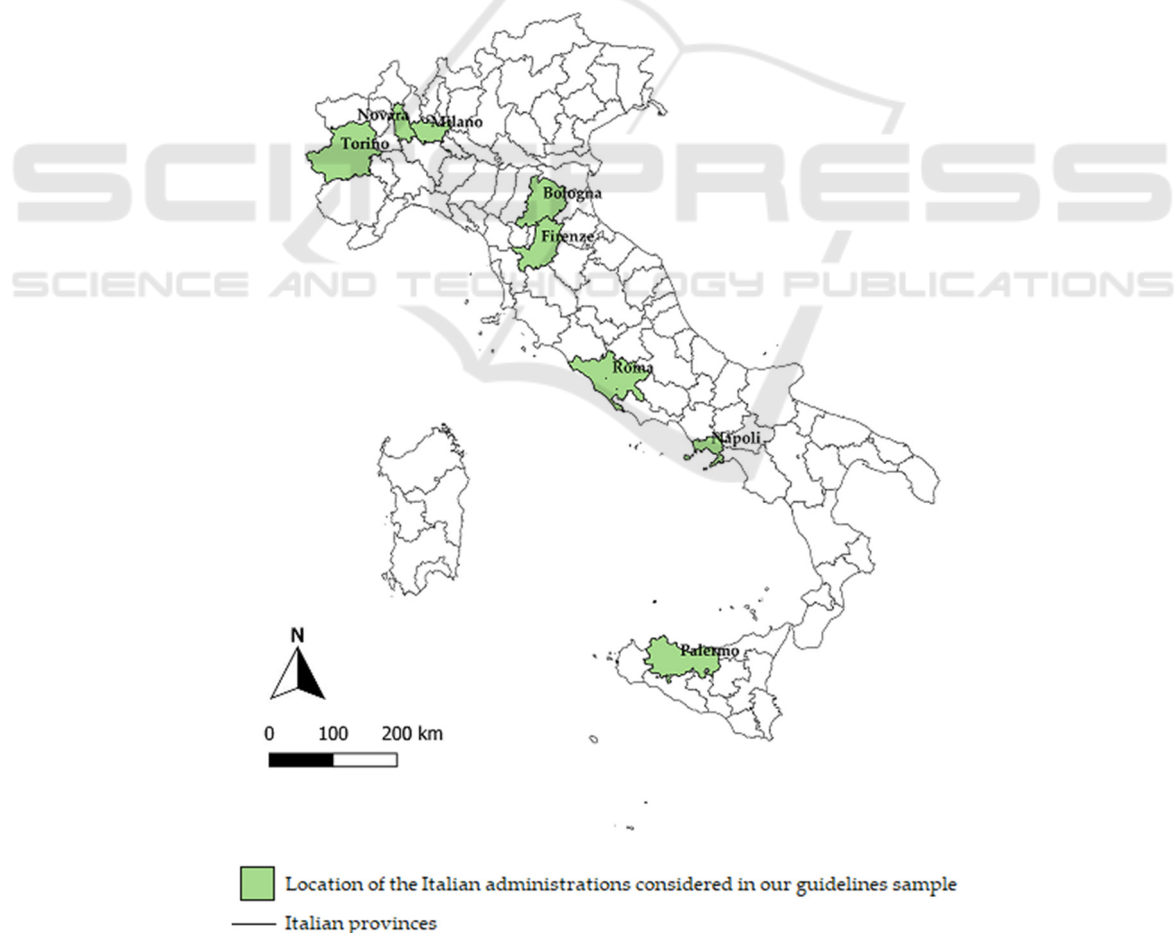 Novara
Milano
Torino
SCITEPRESS
Bologna
Firenze
SCIENCE AND TECHNOLOGY PUBLICATIONS
Roma
Napoli
Palermo
N
0 100 200 km
Location of the Italian administrations considered in our guidelines sample
Italian provinces